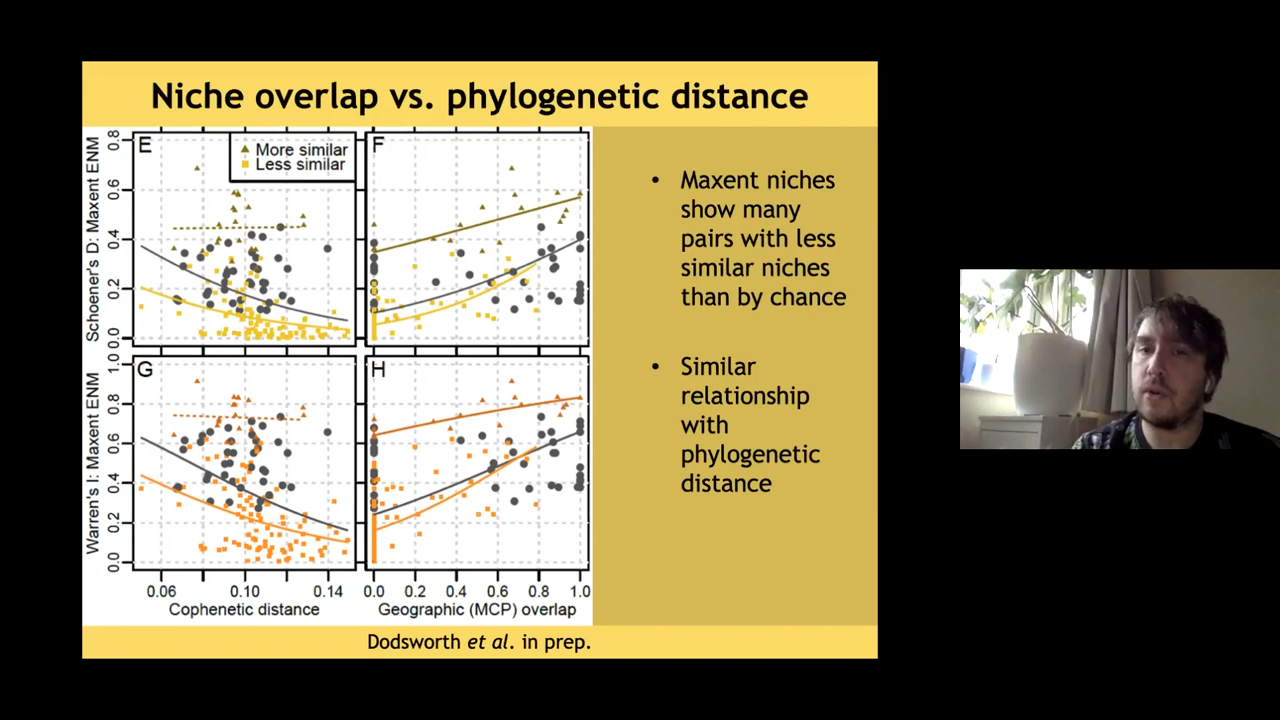 Niche overlap vs. phylogenetic distance
Schoener's D: Maxent ENM
0.8
0.6
0.4
0.2
0.0
E
More similar
Less similar
F
• Maxent niches
show many
pairs with less
similar niches
than by chance
• Similar
relationship
with
phylogenetic
distance
Warren's I: Maxent ENM
1.0
0.8
0.6
0.4
0.2
0.0
G
H
0.06 0.10 0.14
0.0 0.2 0.4 0.6 0.8 1.0
Cophenetic distance
Geographic (MCP) overlap
Dodsworth et al. in prep.